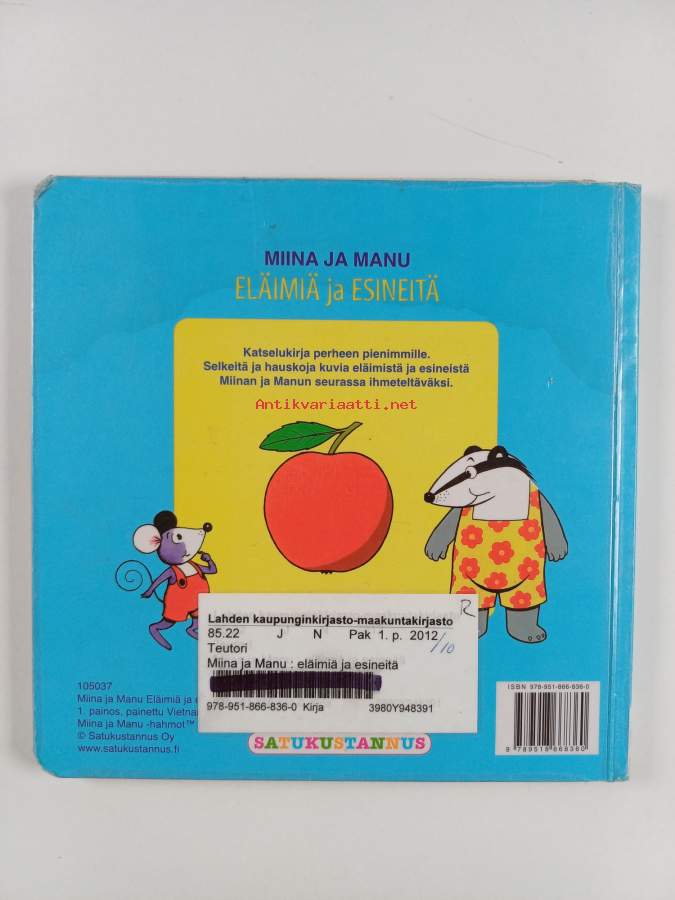 MIINA JA MANU
ELÄIMIÄ ja ESINEITÄ
Katselukirja perheen pienimmille.
Selkeitä ja hauskoja kuvia eläimistä ja esineistä
Miinan ja Manun seurassa ihmeteltäväksi.
Antikvariaatti.net
R
Lahden kaupunginkirjasto-maakuntakirjasto
85.22 J N Pak 1. p. 2012
/10
Teutori
Miina ja Manu : eläimiä ja esineitä
978-951-866-836-0 Kirja 3980Y948391
105037
Miina ja Manu Eläimiä ja
1. painos, painettu
Miina ja Manu -hahmot™
© Satukustannus Oy
www.satukustannus.fi
SATUKUSTANNUS
ISBN 978-951-866-836-0
9 789518 668360